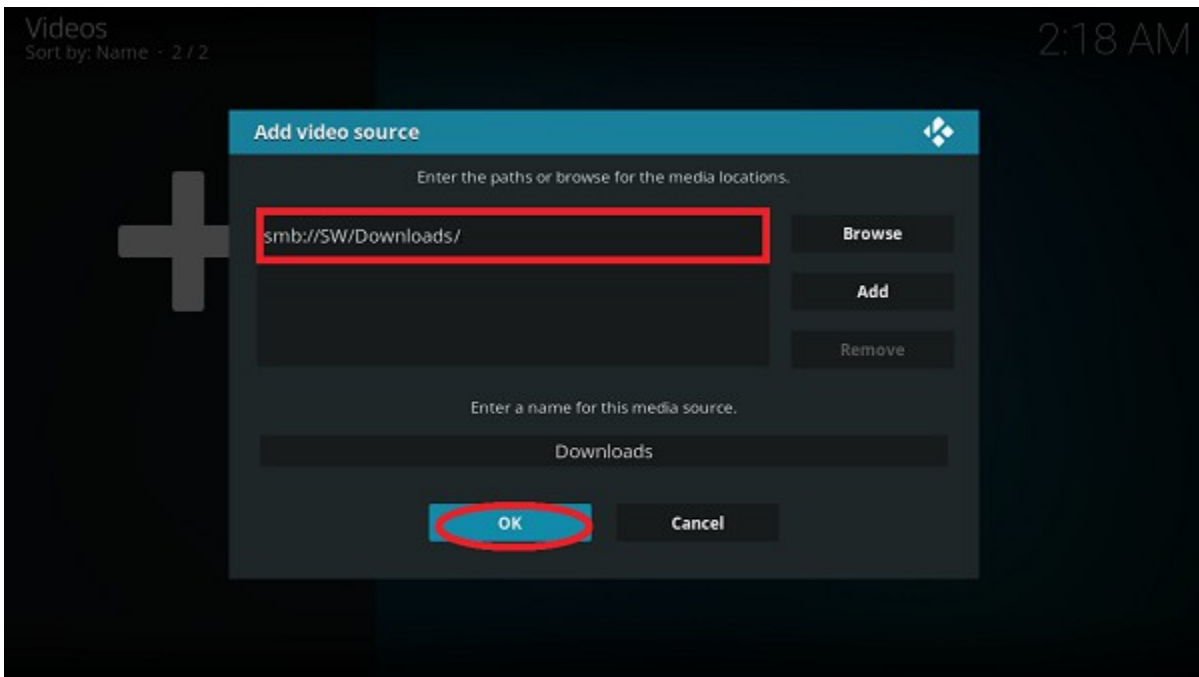 Videos
Sort by: Name · 2 / 2
2:18 AM
Add video source
Enter the paths or browse for the media locations.
smb://SW/Downloads/
Browse
Add
Remove
Enter a name for this media source.
Downloads
OK
Cancel